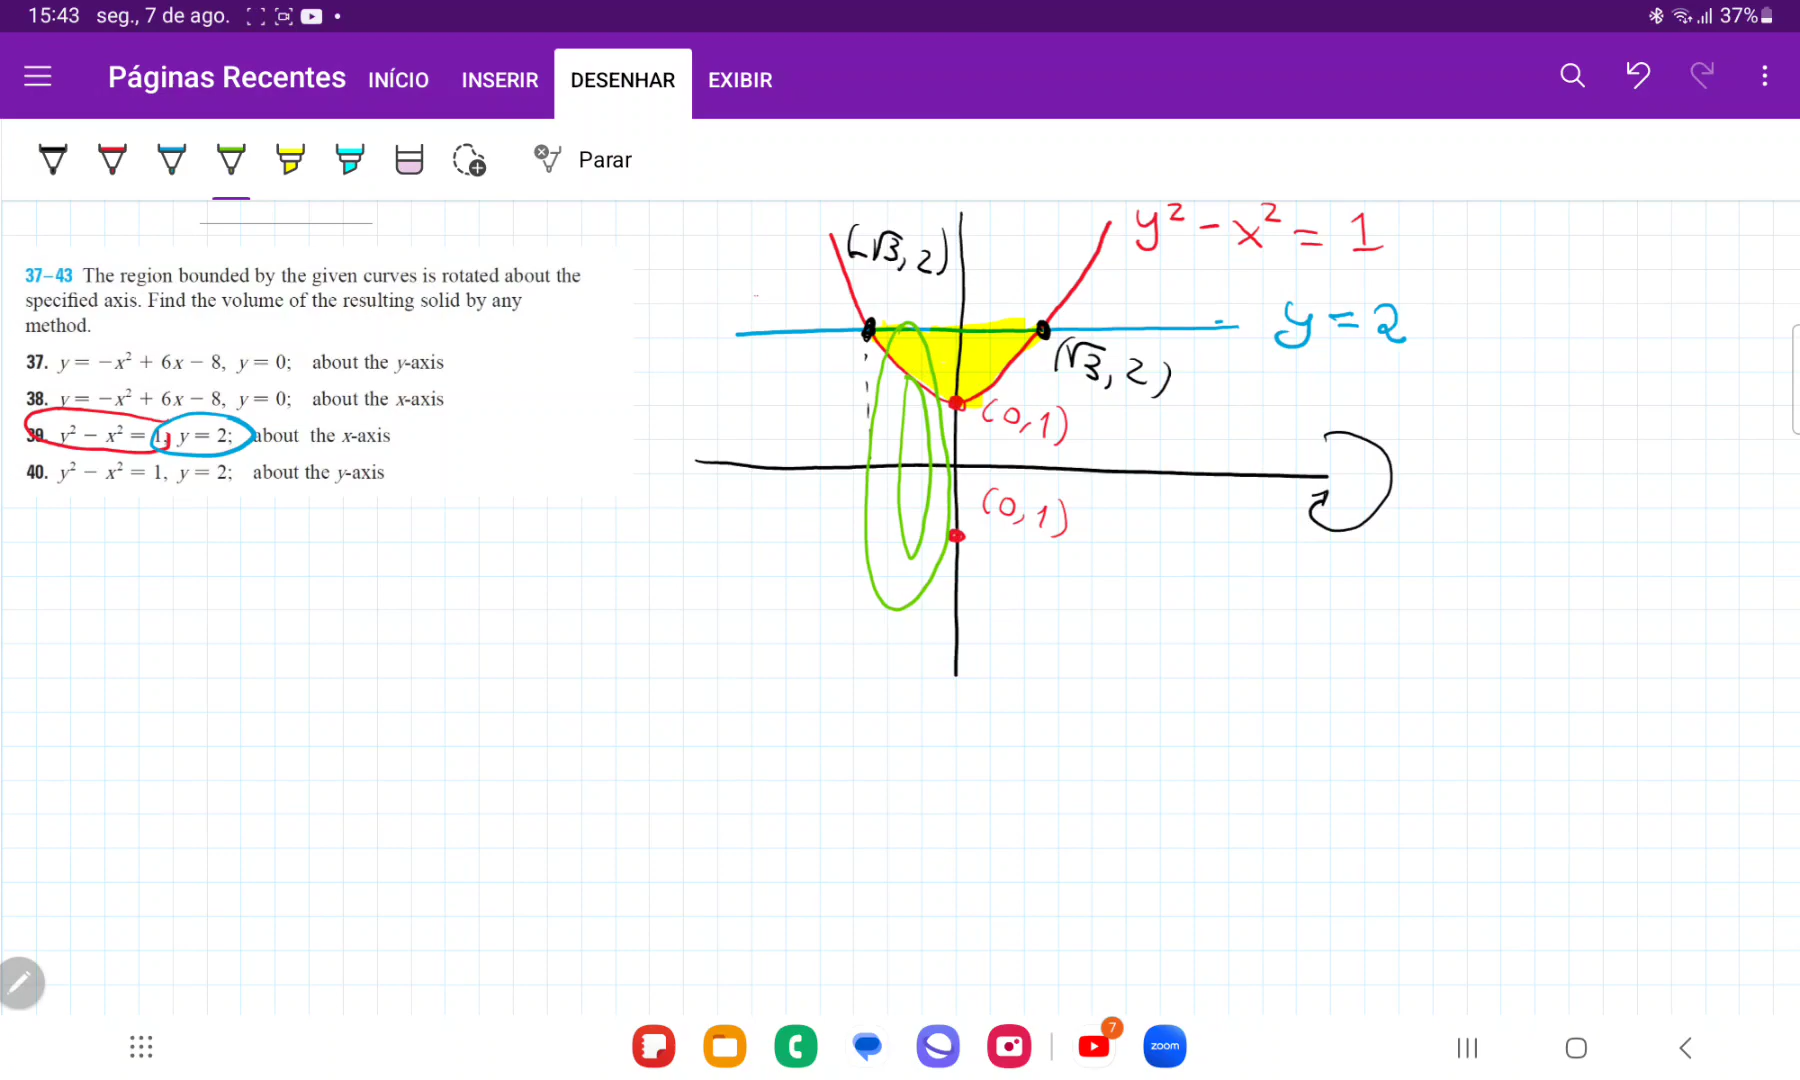 15:43 seg., 7 de ago. 37%
Páginas Recentes INÍCIO INSERIR DESENHAR EXIBIR
Parar
37–43 The region bounded by the given curves is rotated about the
specified axis. Find the volume of the resulting solid by any
method.
37. y = −x² + 6x − 8, y = 0; about the y-axis
38. y = −x² + 6x − 8, y = 0; about the x-axis
39. y² − x² = 1, y = 2; about the x-axis
40. y² − x² = 1, y = 2; about the y-axis
y² − x² = 1
(−√3, 2)
y = 2
(√3, 2)
(0, 1)
(0, 1)
7
zoom